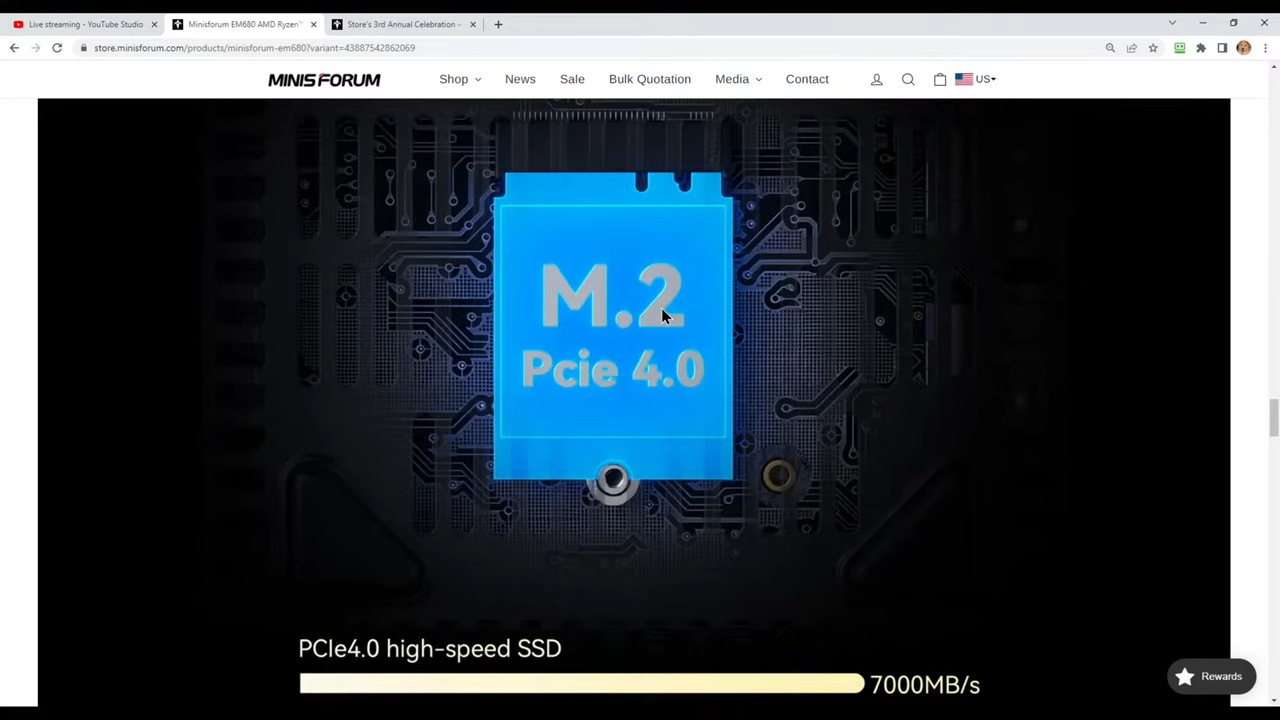 Live streaming - YouTube Studio
Minisforum EM680 AMD Ryzen™
Store's 3rd Annual Celebration -
store.minisforum.com/products/minisforum-em680?variant=43887542862069
MINISFORUM
Shop
News
Sale
Bulk Quotation
Media
Contact
US
M.2
Pcie 4.0
PCIe4.0 high-speed SSD
7000MB/s
Rewards